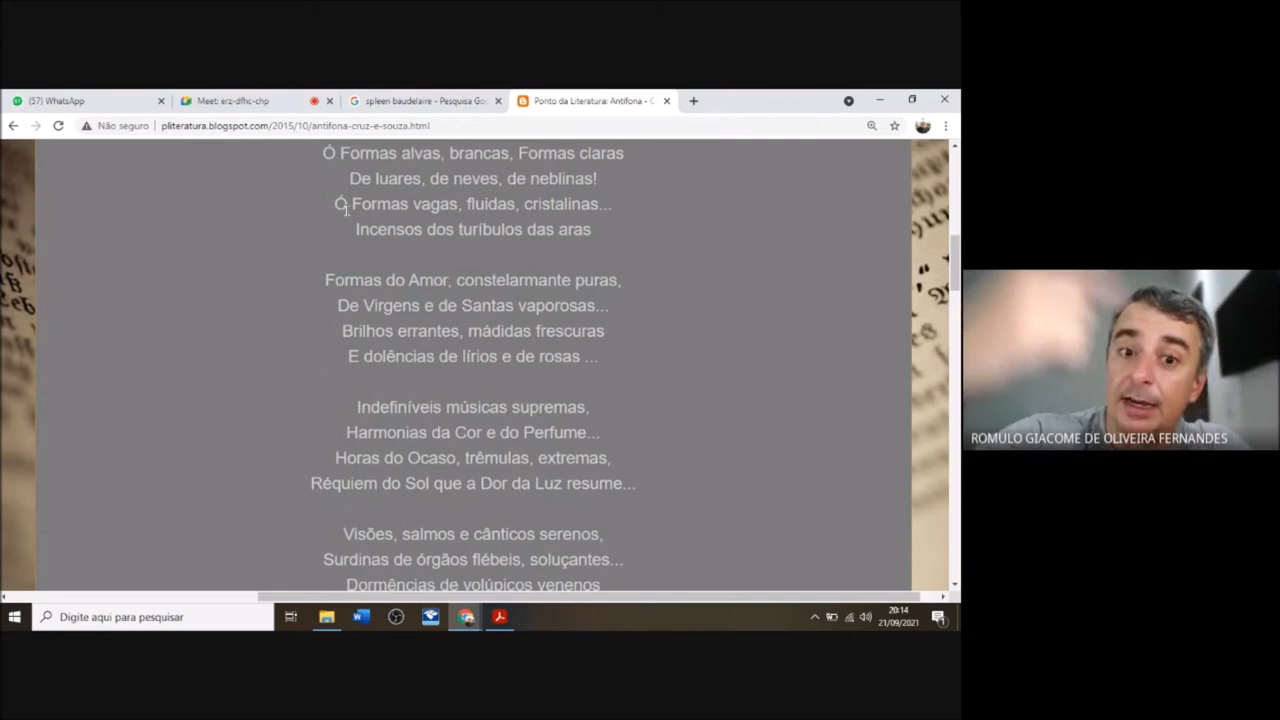 (57) WhatsApp
Meet: erz-dfhc-chp
spleen baudelaire - Pesquisa Goo
Ponto da Literatura: Antifona - C
Não seguro
pliteratura.blogspot.com/2015/10/antifona-cruz-e-souza.html
Ó Formas alvas, brancas, Formas claras
De luares, de neves, de neblinas!
Ó Formas vagas, fluidas, cristalinas...
Incensos dos turíbulos das aras
Formas do Amor, constelarmante puras,
De Virgens e de Santas vaporosas...
Brilhos errantes, mádidas frescuras
E dolências de lírios e de rosas ...
Indefiníveis músicas supremas,
Harmonias da Cor e do Perfume...
Horas do Ocaso, trêmulas, extremas,
Réquiem do Sol que a Dor da Luz resume...
Visões, salmos e cânticos serenos,
Surdinas de órgãos flébeis, soluçantes...
Dormências de volúpicos venenos
ROMULO GIACOME DE OLIVEIRA FERNANDES
Digite aqui para pesquisar
20:14
21/09/2021